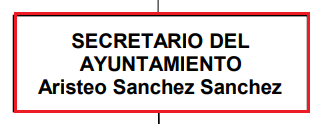 SECRETARIO DEL
AYUNTAMIENTO
Aristeo Sanchez Sanchez